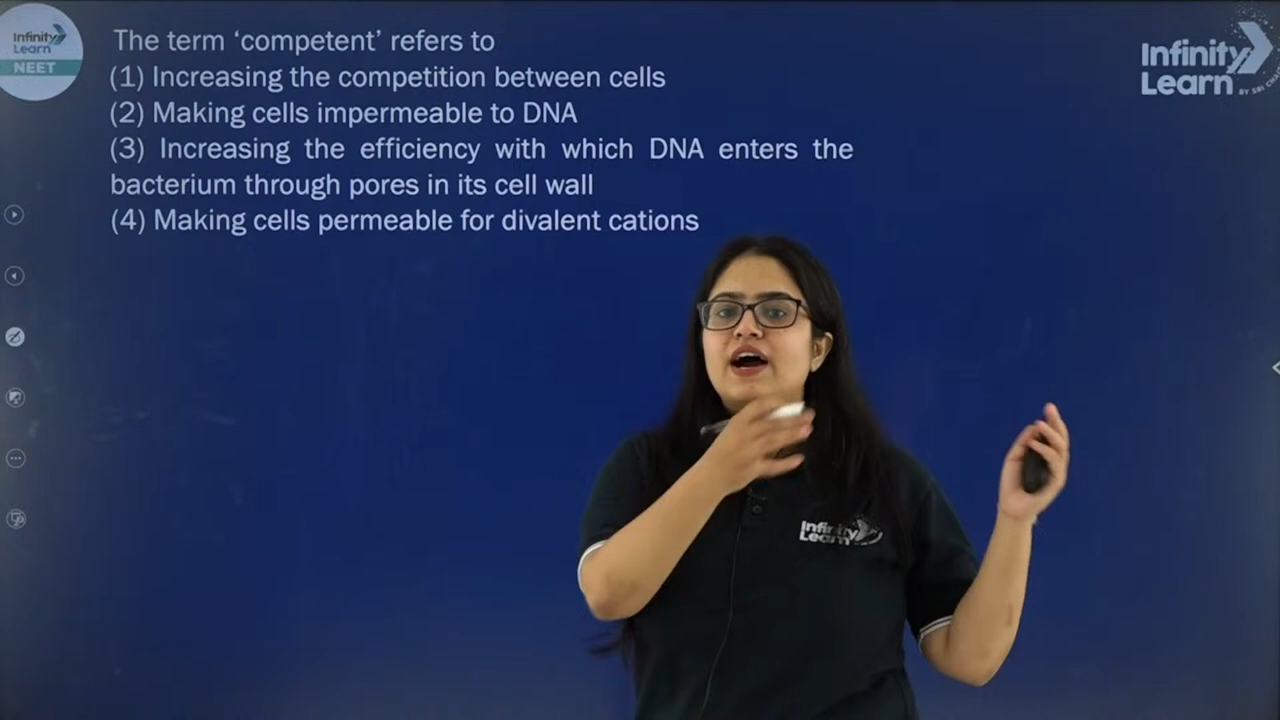 Infinity
Learn
NEET
The term ‘competent’ refers to
(1) Increasing the competition between cells
(2) Making cells impermeable to DNA
(3) Increasing the efficiency with which DNA enters the
bacterium through pores in its cell wall
(4) Making cells permeable for divalent cations
Infinity
Learn
BY SRI
Infinity
Learn